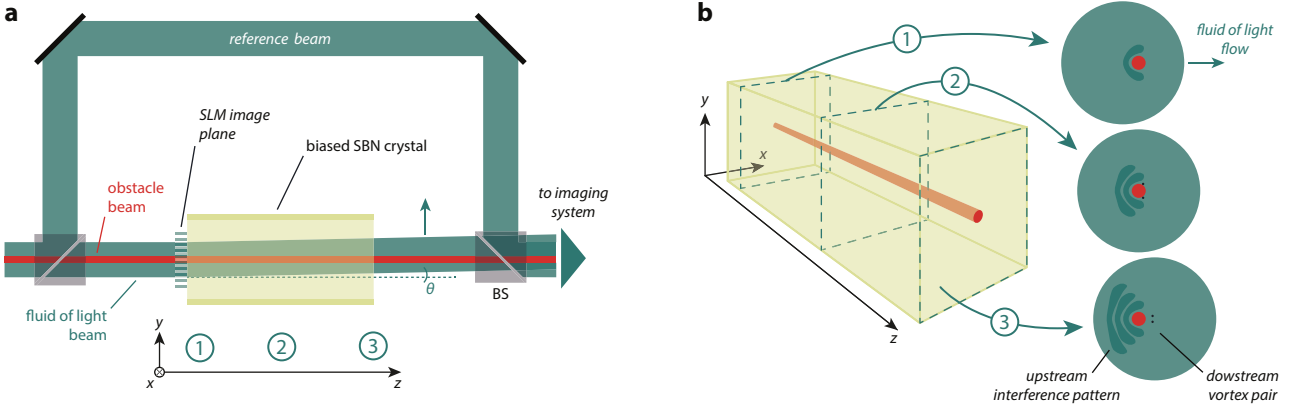 a
reference beam
SLM image
plane
biased SBN crystal
obstacle
beam
to imaging
system
θ
BS
fluid of light
beam
y
x
z
1
2
3
b
1
2
3
fluid of light
flow
y
x
z
upstream
interference pattern
dowstream
vortex pair